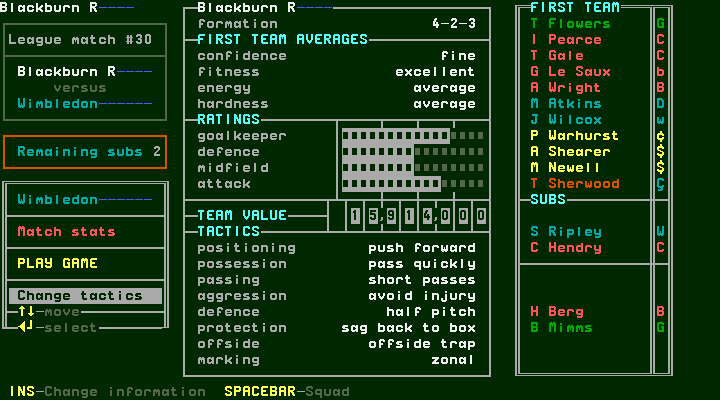 Blackburn R
League match #30
Blackburn R
versus
Wimbledon
Remaining subs 2
Wimbledon
Match stats
PLAY GAME
Change tactics
↑↓ move
↵ select
Blackburn R
formation 4-2-3
FIRST TEAM AVERAGES
confidence fine
fitness excellent
energy average
hardness average
RATINGS
goalkeeper
defence
midfield
attack
TEAM VALUE 15,914,000
TACTICS
positioning push forward
possession pass quickly
passing short passes
aggression avoid injury
defence half pitch
protection sag back to box
offside offside trap
marking zonal
FIRST TEAM
T Flowers G
I Pearce C
T Gale C
G Le Saux b
A Wright B
M Atkins D
J Wilcox w
P Warhurst ¢
A Shearer $
M Newell $
T Sherwood Ç
SUBS
S Ripley W
C Hendry C
H Berg B
B Mimms G
INS-Change information SPACEBAR-Squad